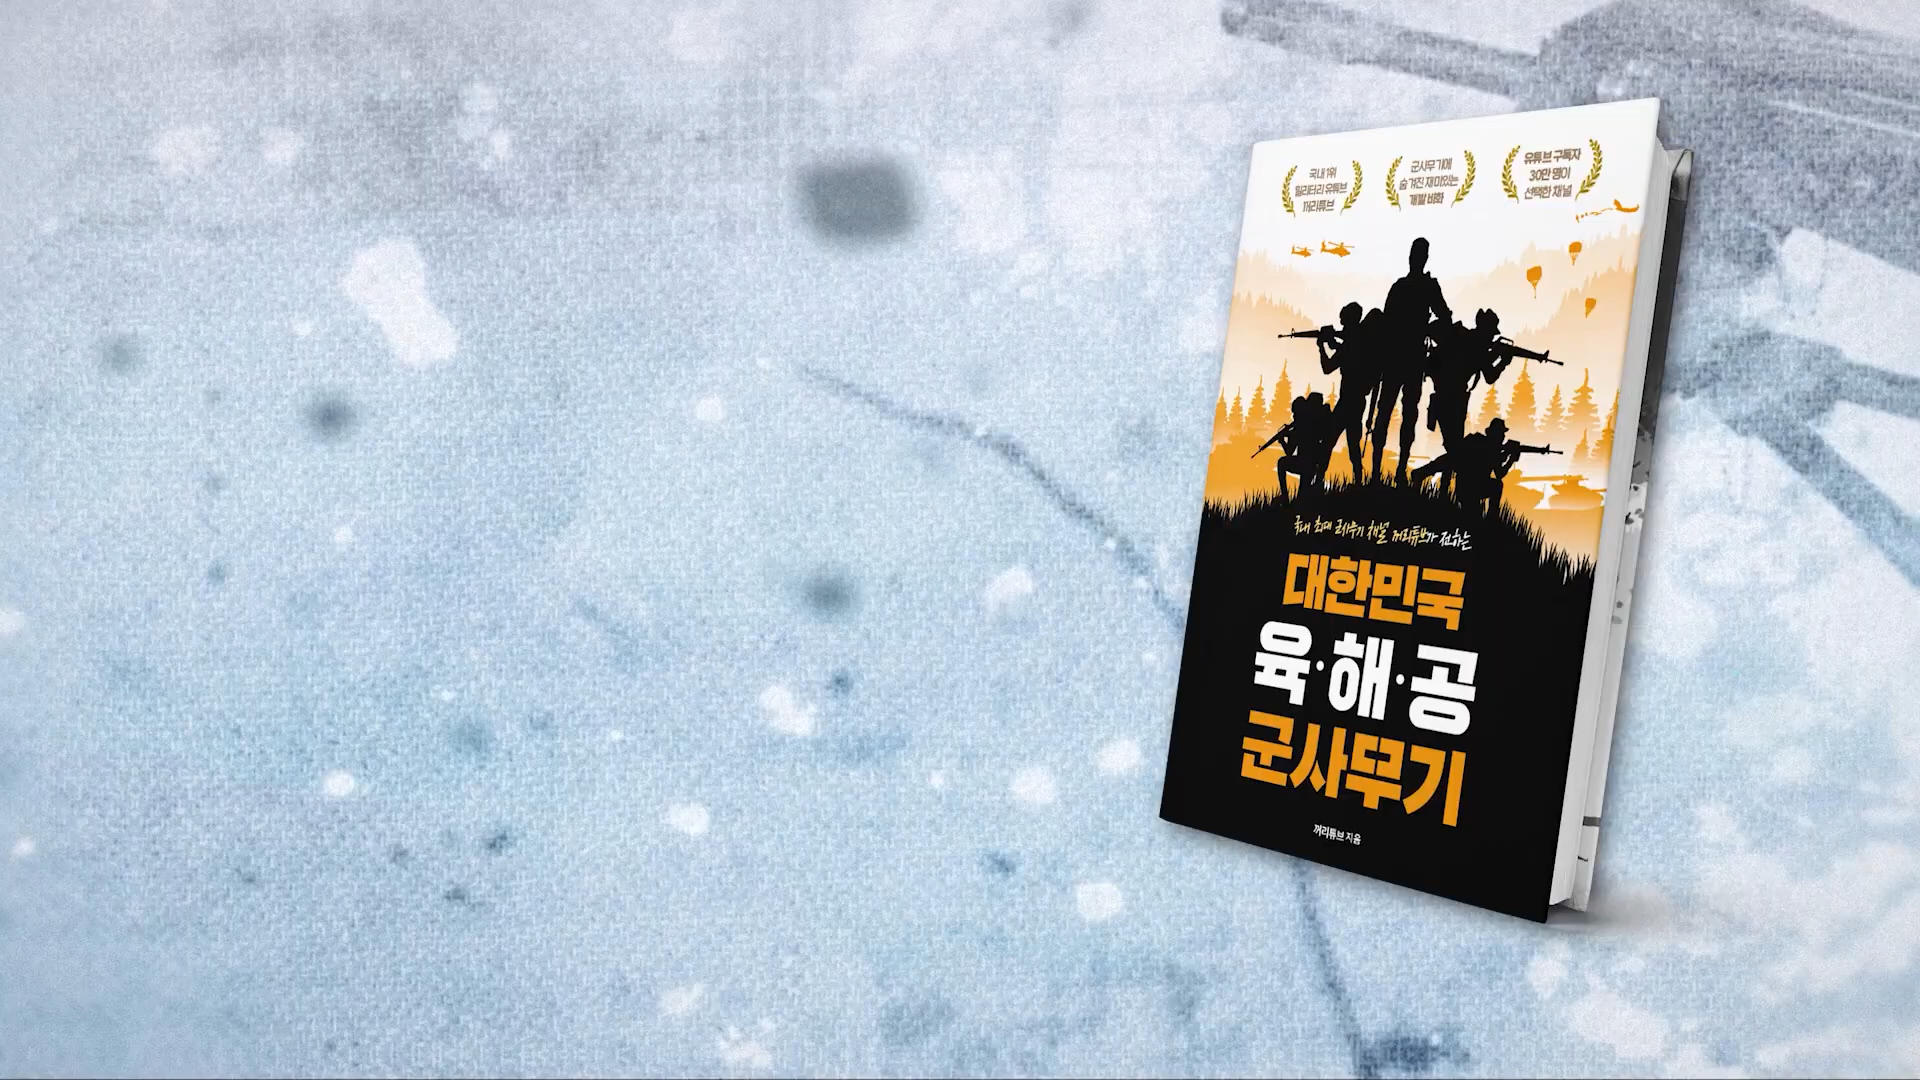 국내 1위
밀리터리 유튜브
꺼리튜브
군사무기에
숨겨진 재미있는
개발 비화
유튜브 구독자
30만 명이
선택한 채널
국내 최대 군사무기 채널 꺼리튜브가 전하는
대한민국
육·해·공
군사무기
꺼리튜브 지음